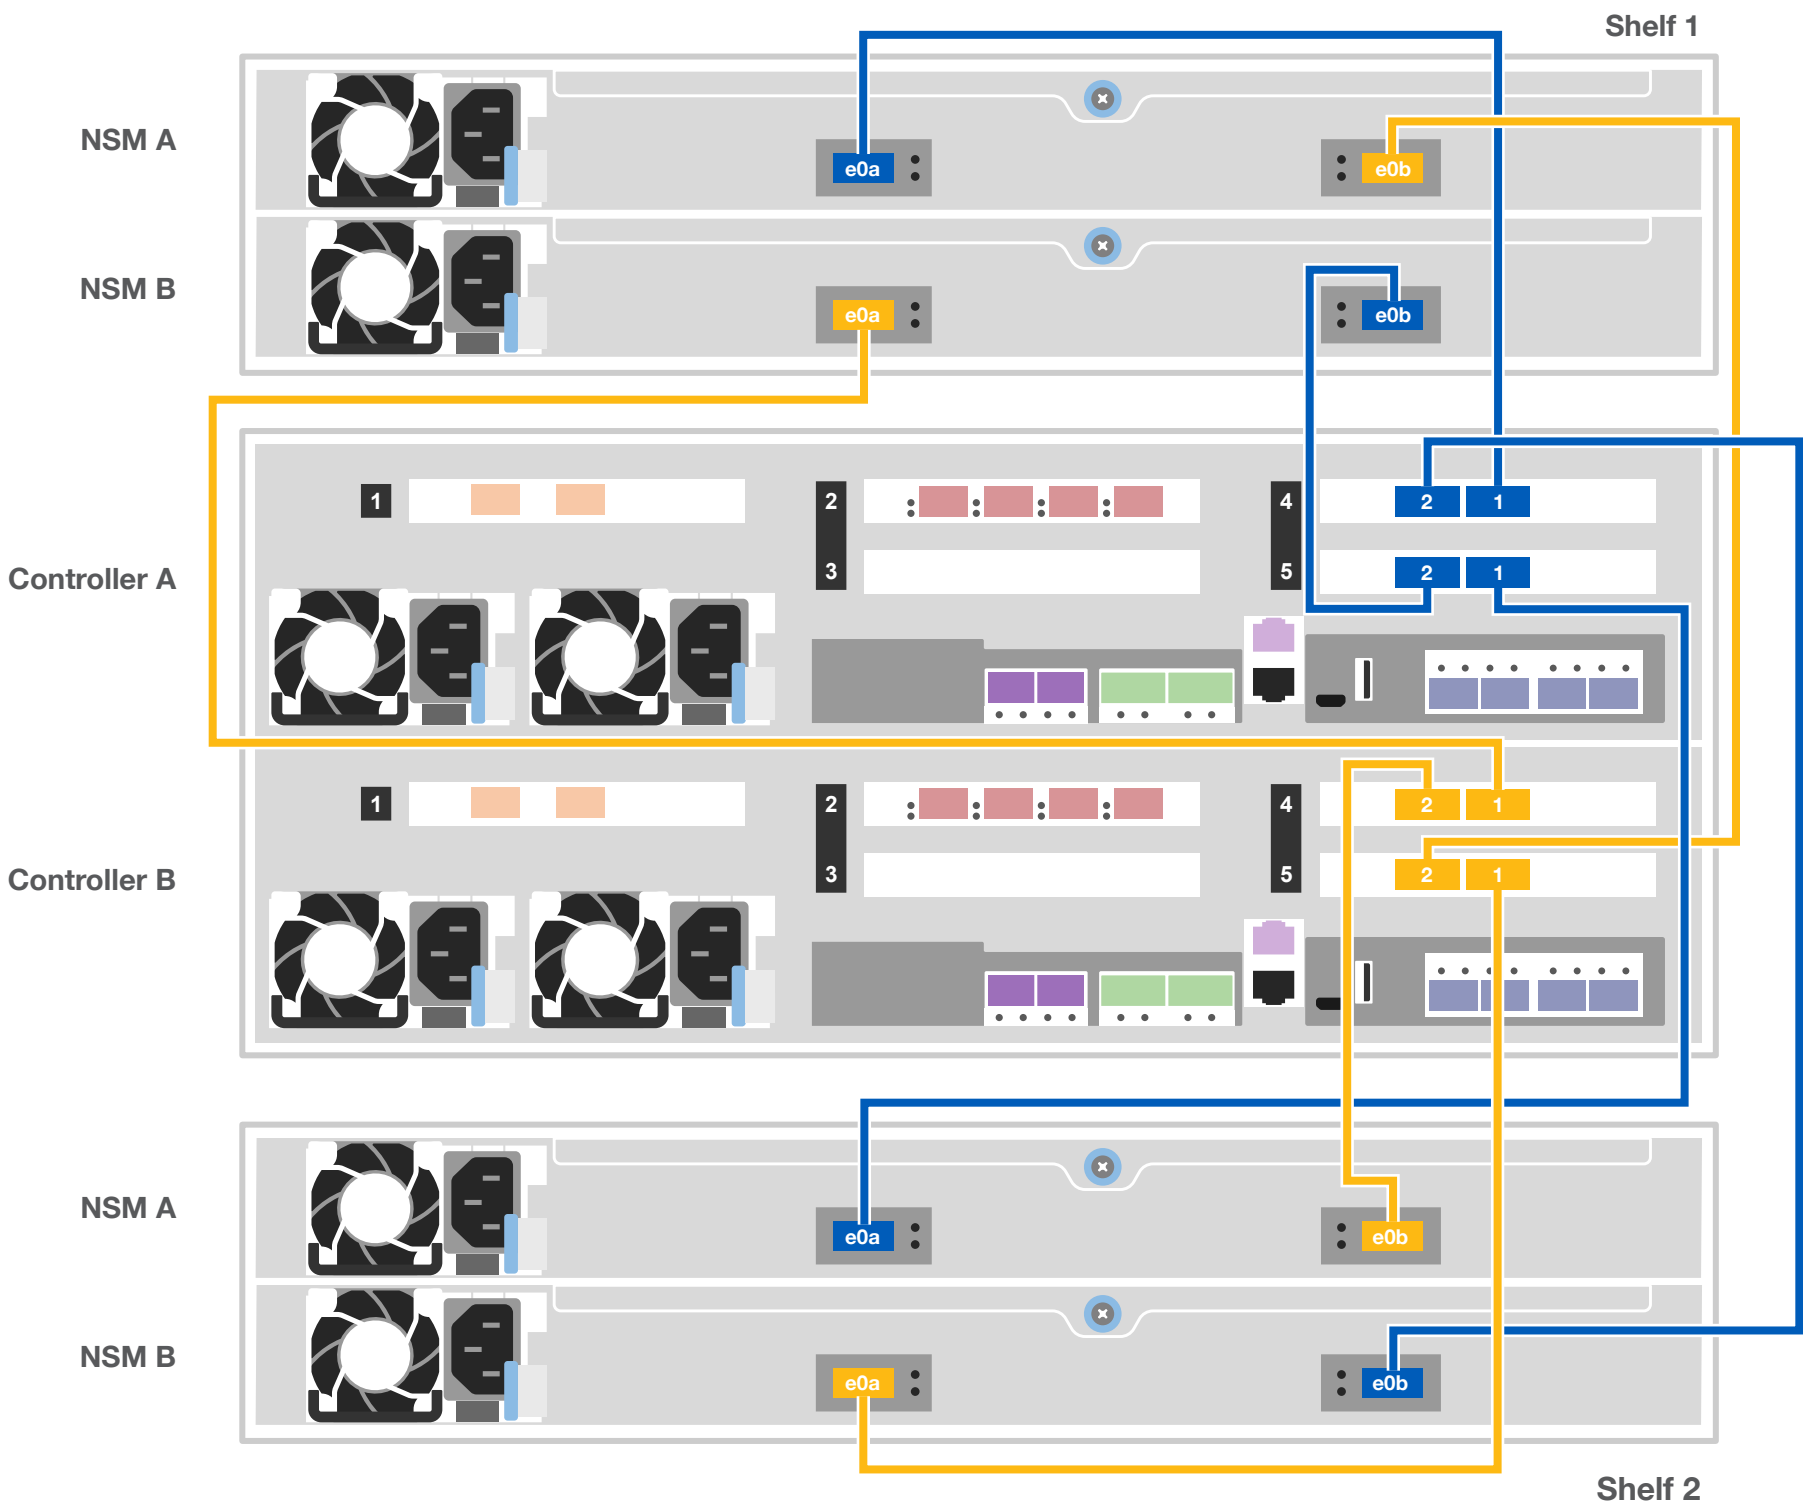 Shelf 1
NSM A
e0a
e0b
NSM B
e0a
e0b
Controller A
1
2
4
2 1
3
5
2 1
Controller B
1
2
4
2 1
3
5
2 1
NSM A
e0a
e0b
NSM B
e0a
e0b
Shelf 2